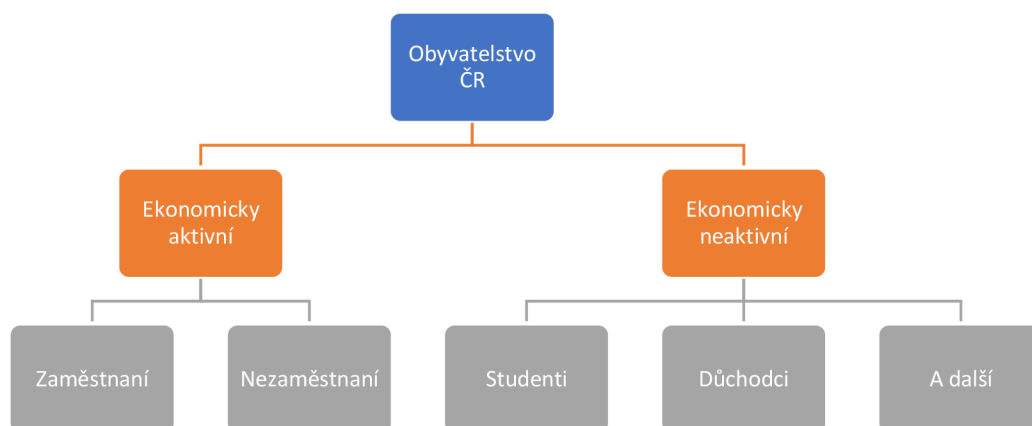 Obyvatelstvo
ČR
Ekonomicky
aktivní
Ekonomicky
neaktivní
Zaměstnaní
Nezaměstnaní
Studenti
Důchodci
A další